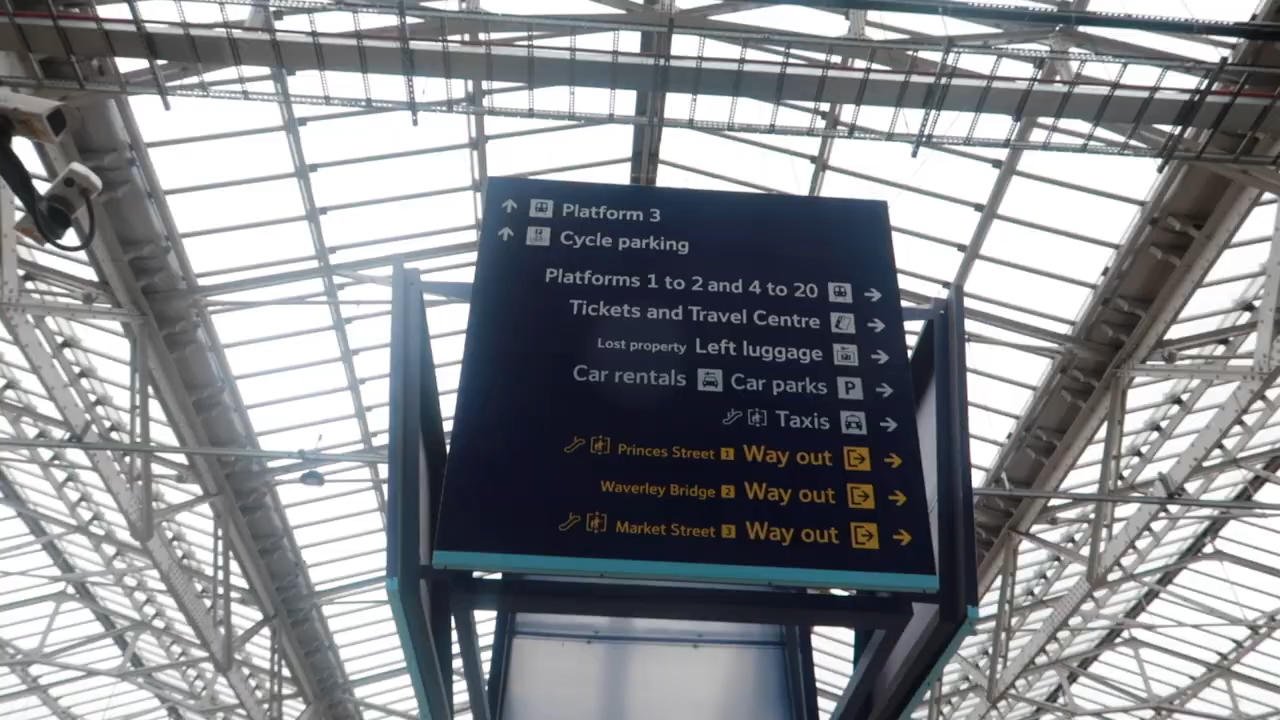 Platform 3
Cycle parking
Platforms 1 to 2 and 4 to 20
Tickets and Travel Centre
Lost property Left luggage
Car rentals Car parks P
Taxis
Princes Street 1 Way out
Waverley Bridge 2 Way out
Market Street 3 Way out